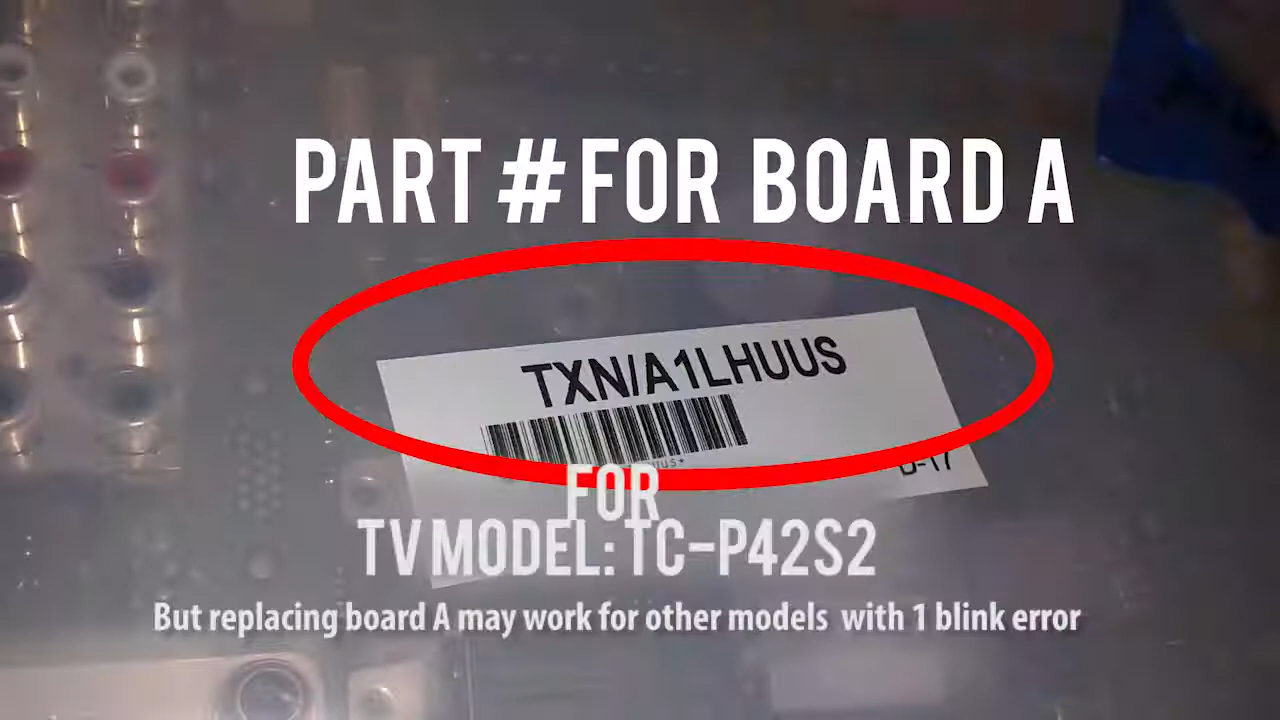 PART # FOR BOARD A
TXN/A1LHUUS
FOR
TV MODEL: TC-P42S2
But replacing board A may work for other models with 1 blink error